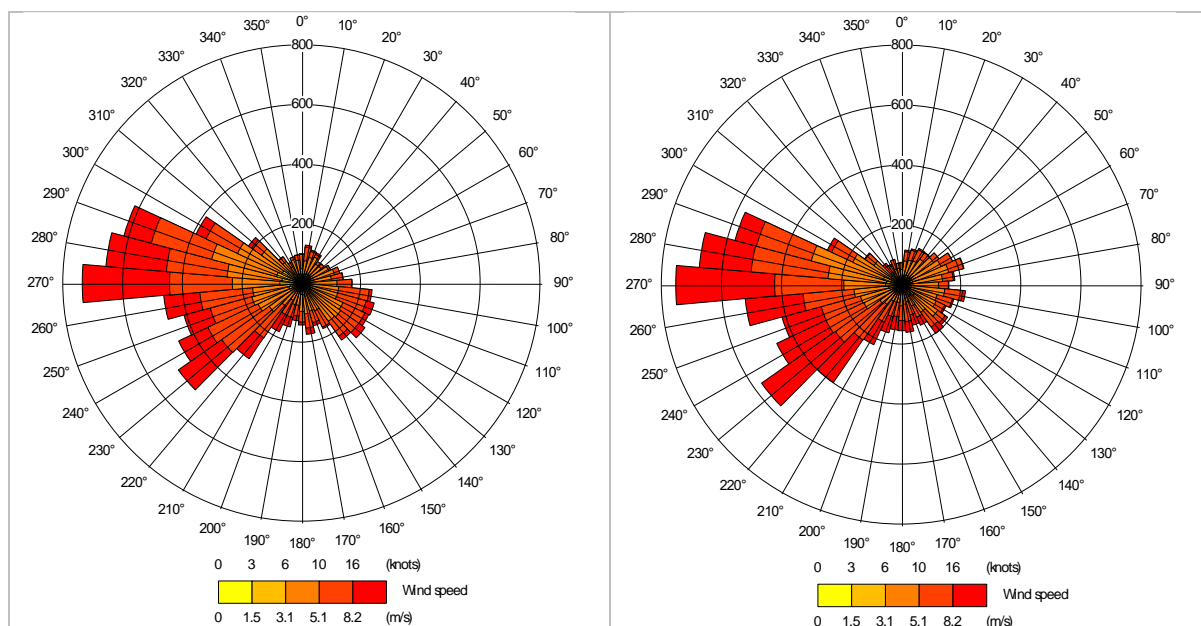 350° 0° 10°
340° 800 20°
330° 30°
320° 600 40°
310° 50°
300° 400 60°
290° 200 70°
280° 80°
270° 90°
260° 100°
250° 110°
240° 120°
230° 130°
220° 140°
210° 150°
200° 160°
190° 180° 170°
0 3 6 10 16 (knots)
Wind speed
0 1.5 3.1 5.1 8.2 (m/s)
350° 0° 10°
340° 800 20°
330° 30°
320° 600 40°
310° 50°
300° 400 60°
290° 200 70°
280° 80°
270° 90°
260° 100°
250° 110°
240° 120°
230° 130°
220° 140°
210° 150°
200° 160°
190° 180° 170°
0 3 6 10 16 (knots)
Wind speed
0 1.5 3.1 5.1 8.2 (m/s)